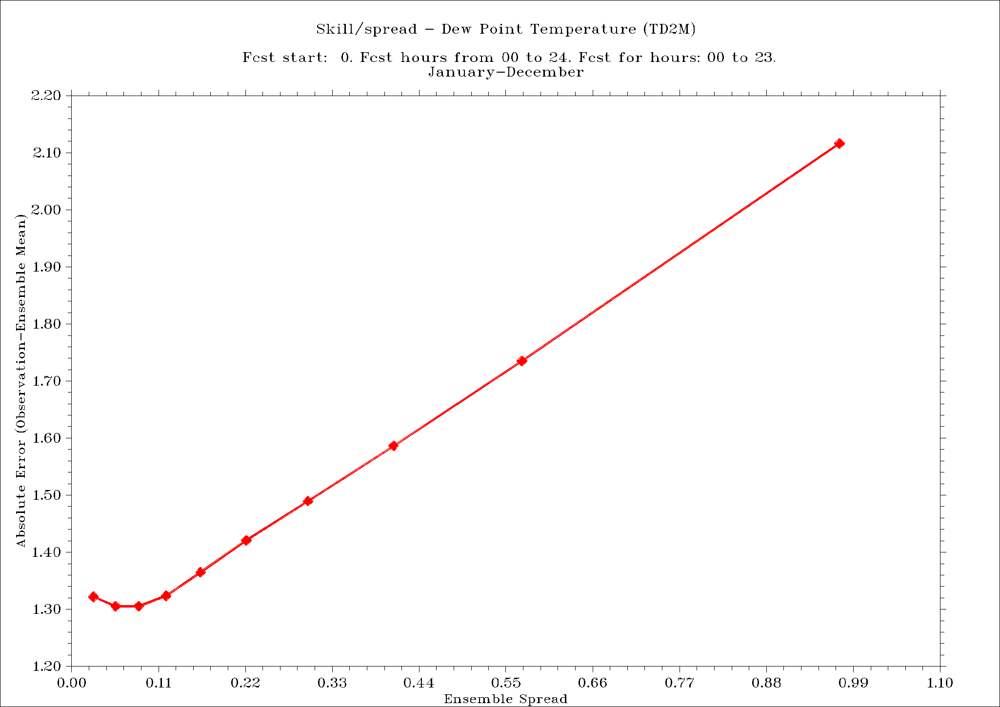 Skill/spread - Dew Point Temperature (TD2M)
Fcst start:  0. Fcst hours from 00 to 24. Fcst for hours: 00 to 23.
January-December
2.20
2.10
2.00
1.90
1.80
1.70
1.60
1.50
1.40
1.30
1.20
Absolute Error (Observation-Ensemble Mean)
0.00 0.11 0.22 0.33 0.44 0.55 0.66 0.77 0.88 0.99 1.10
Ensemble Spread